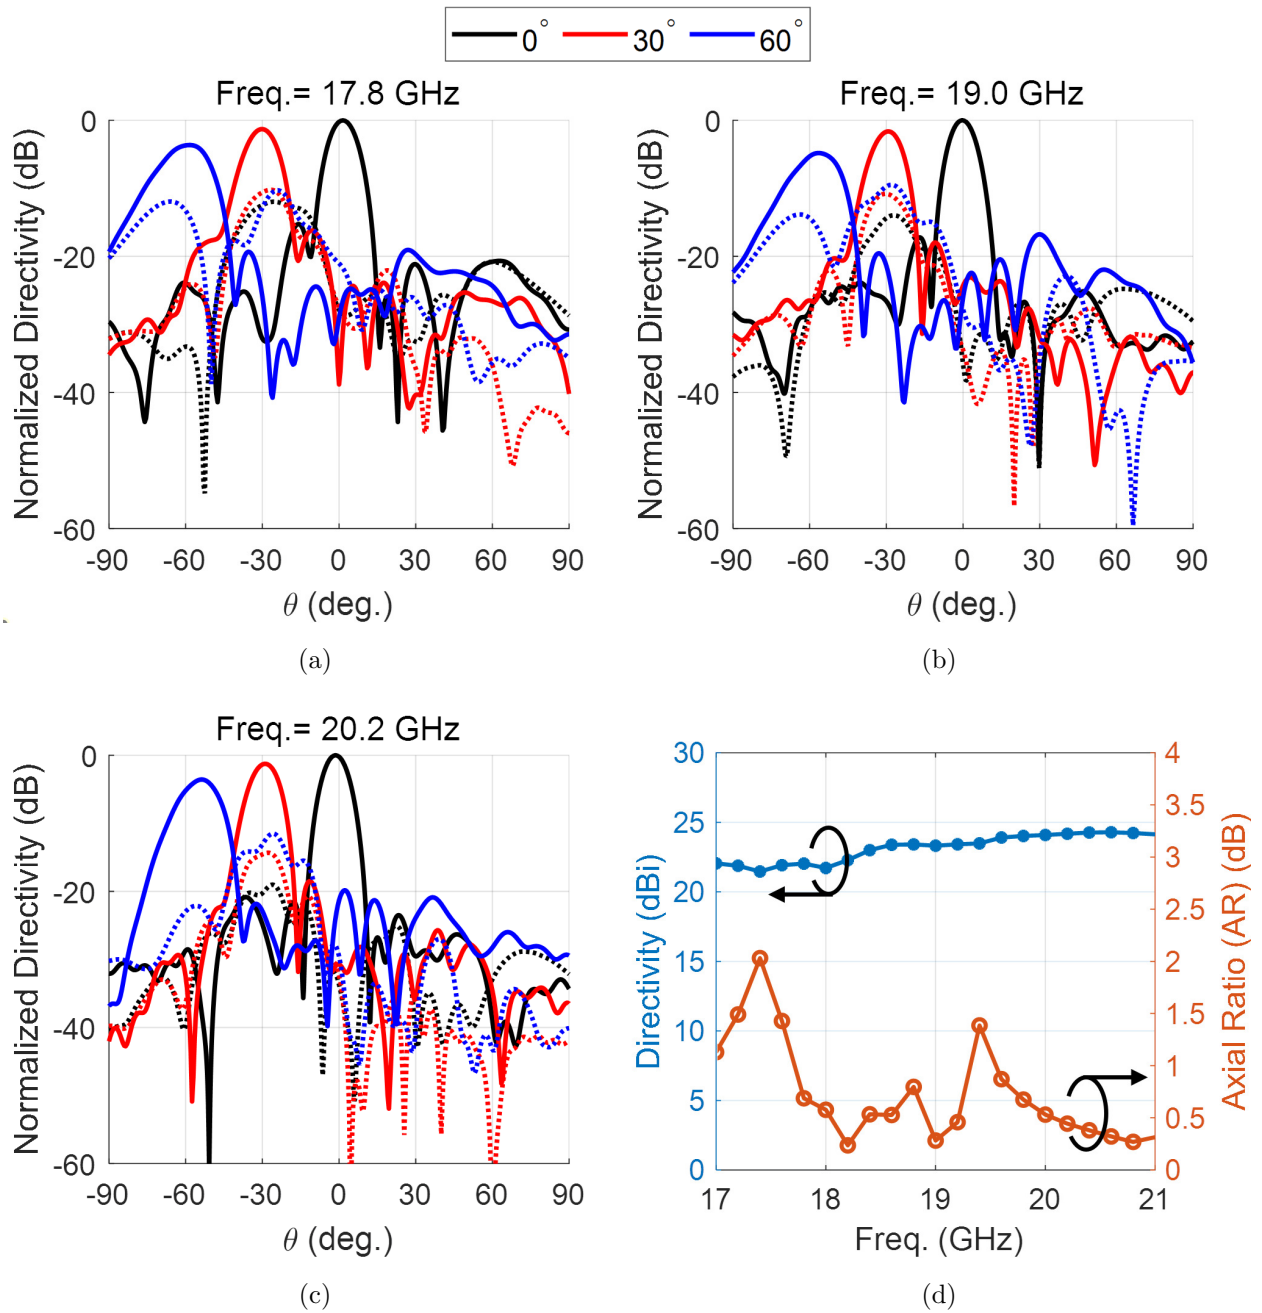 0° 30° 60°
Freq.= 17.8 GHz
Normalized Directivity (dB)
0
-20
-40
-60
-90 -60 -30 0 30 60 90
θ (deg.)
(a)
Freq.= 19.0 GHz
Normalized Directivity (dB)
0
-20
-40
-60
-90 -60 -30 0 30 60 90
θ (deg.)
(b)
Freq.= 20.2 GHz
Normalized Directivity (dB)
0
-20
-40
-60
-90 -60 -30 0 30 60 90
θ (deg.)
(c)
Directivity (dBi)
30
25
20
15
10
5
0
Axial Ratio (AR) (dB)
4
3.5
3
2.5
2
1.5
1
0.5
0
17 18 19 20 21
Freq. (GHz)
(d)